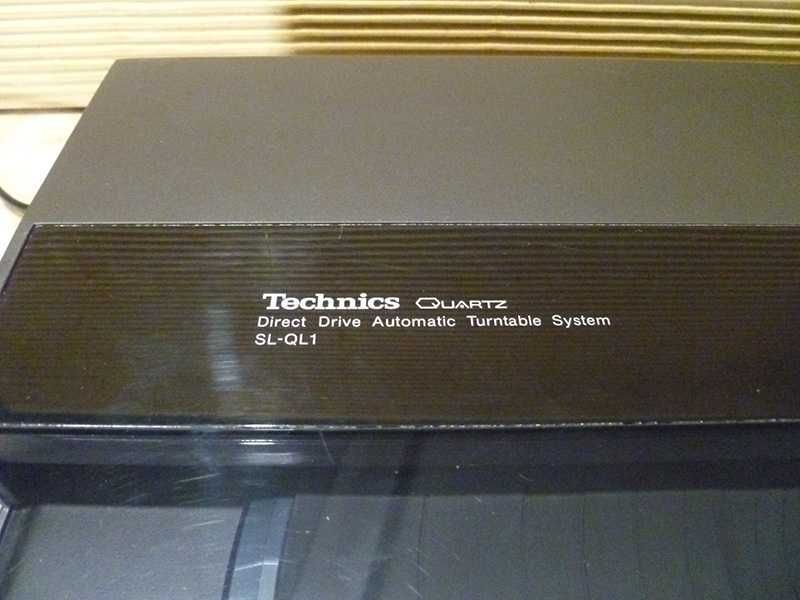 Technics QUARTZ
Direct Drive Automatic Turntable System
SL-QL1